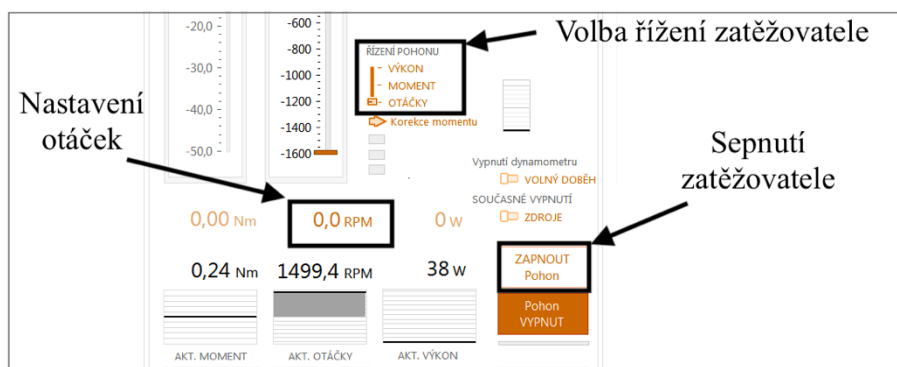 -20,0
-30,0
-40,0
-50,0
-600
-800
-1000
-1200
-1400
-1600
ŘÍZENÍ POHONU
VÝKON
MOMENT
OTÁČKY
Korekce momentu
Volba řížení zatěžovatele
Nastavení
otáček
Sepnutí
zatěžovatele
Vypnutí dynamometru
VOLNÝ DOBĚH
SOUČASNÉ VYPNUTÍ
ZDROJE
0,00 Nm
0,0 RPM
0 W
ZAPNOUT
Pohon
0,24 Nm
1499,4 RPM
38 W
Pohon
VYPNUT
AKT. MOMENT
AKT. OTÁČKY
AKT. VÝKON